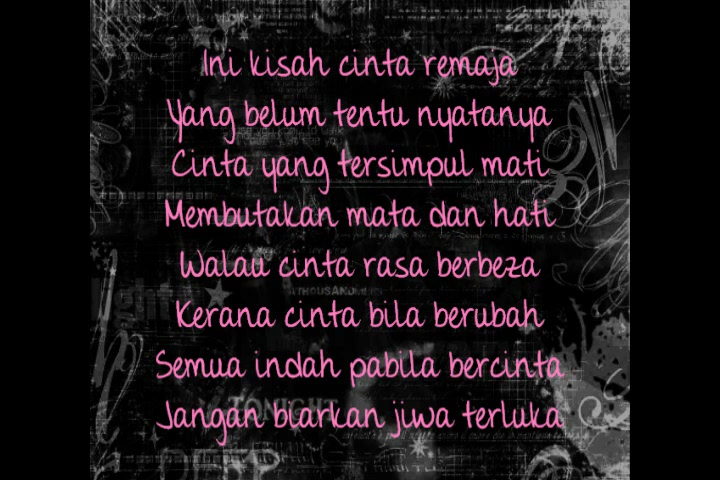 Ini kisah cinta remaja
Yang belum tentu nyatanya
Cinta yang tersimpul mati
Membutakan mata dan hati
Walau cinta rasa berbeza
Kerana cinta bila berubah
Semua indah pabila bercinta
Jangan biarkan jiwa terluka
TONIGHT